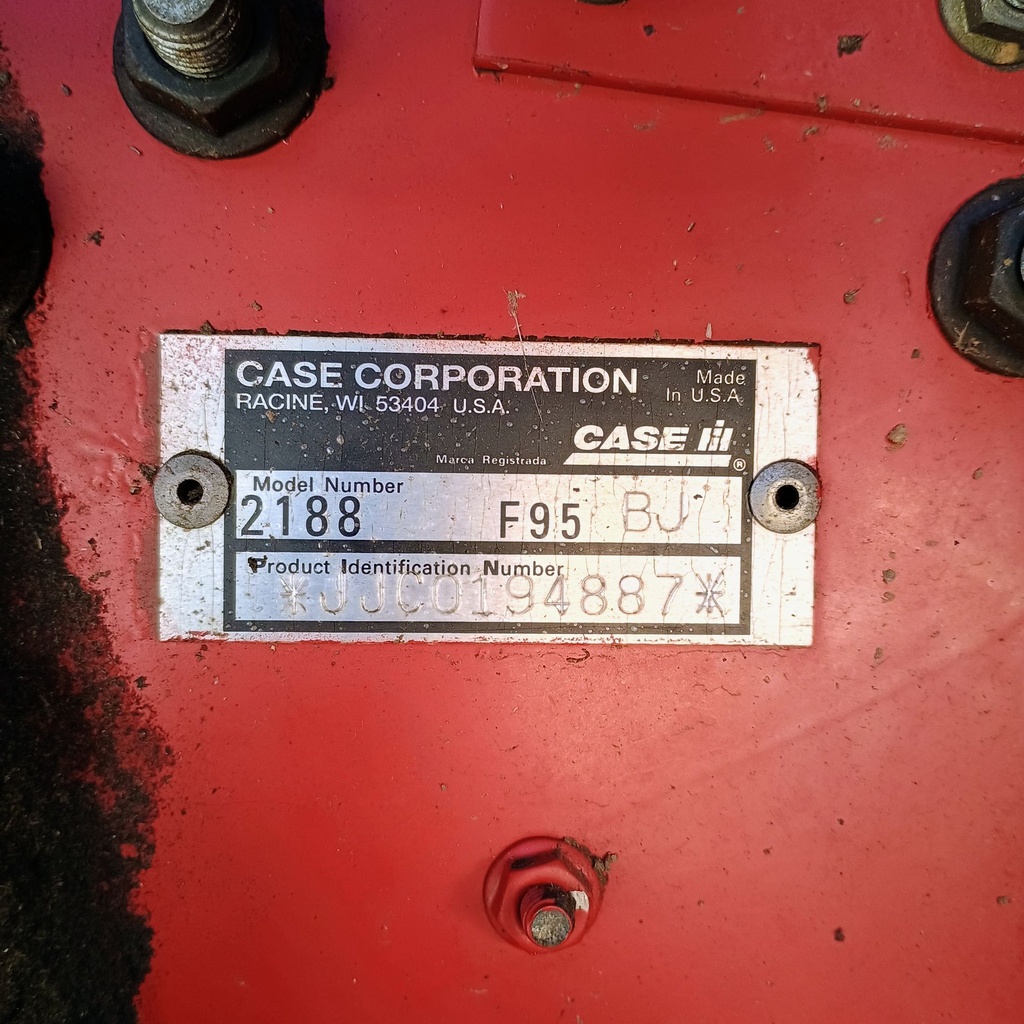 CASE CORPORATION
Made
RACINE, WI 53404 U.S.A.
In U.S.A.
CASE IH
Marca Registrada ®
Model Number
2188 F95 BJ
Product Identification Number
*JJC0194887*